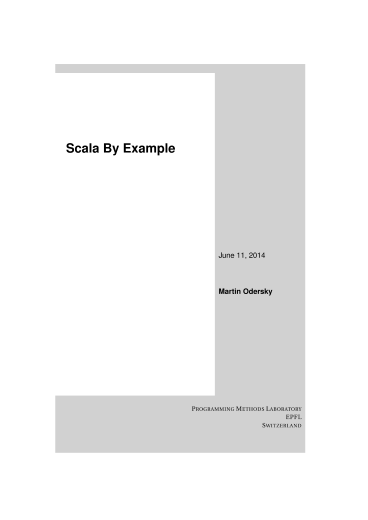 Scala By Example
June 11, 2014
Martin Odersky
PROGRAMMING METHODS LABORATORY
EPFL
SWITZERLAND